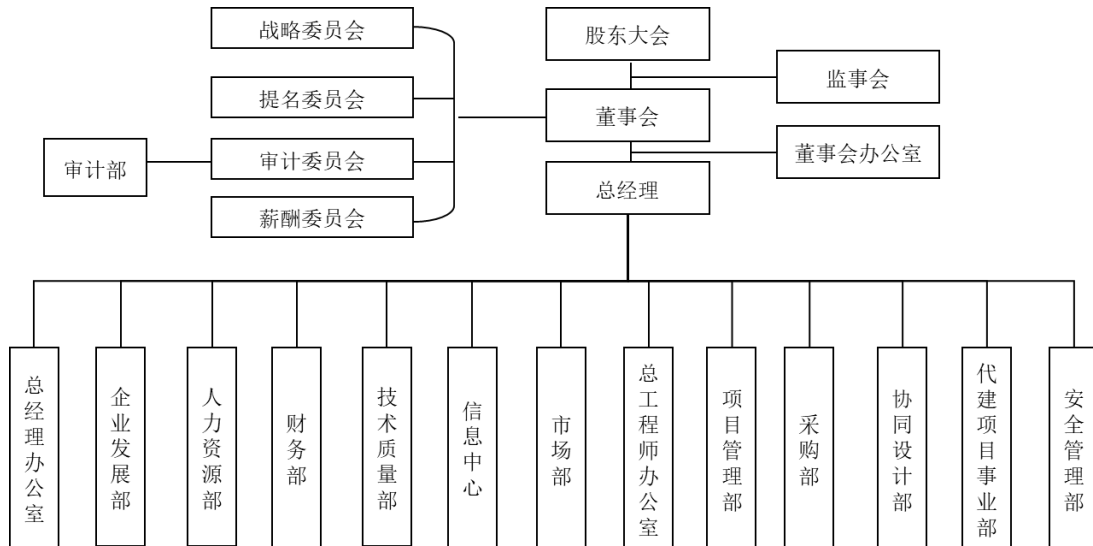 战略委员会
股东大会
监事会
提名委员会
董事会
审计部
审计委员会
董事会办公室
总经理
薪酬委员会
总经理办公室
企业发展部
人力资源部
财务部
技术质量部
信息中心
市场部
总工程师办公室
项目管理部
采购部
协同设计部
代建项目事业部
安全管理部